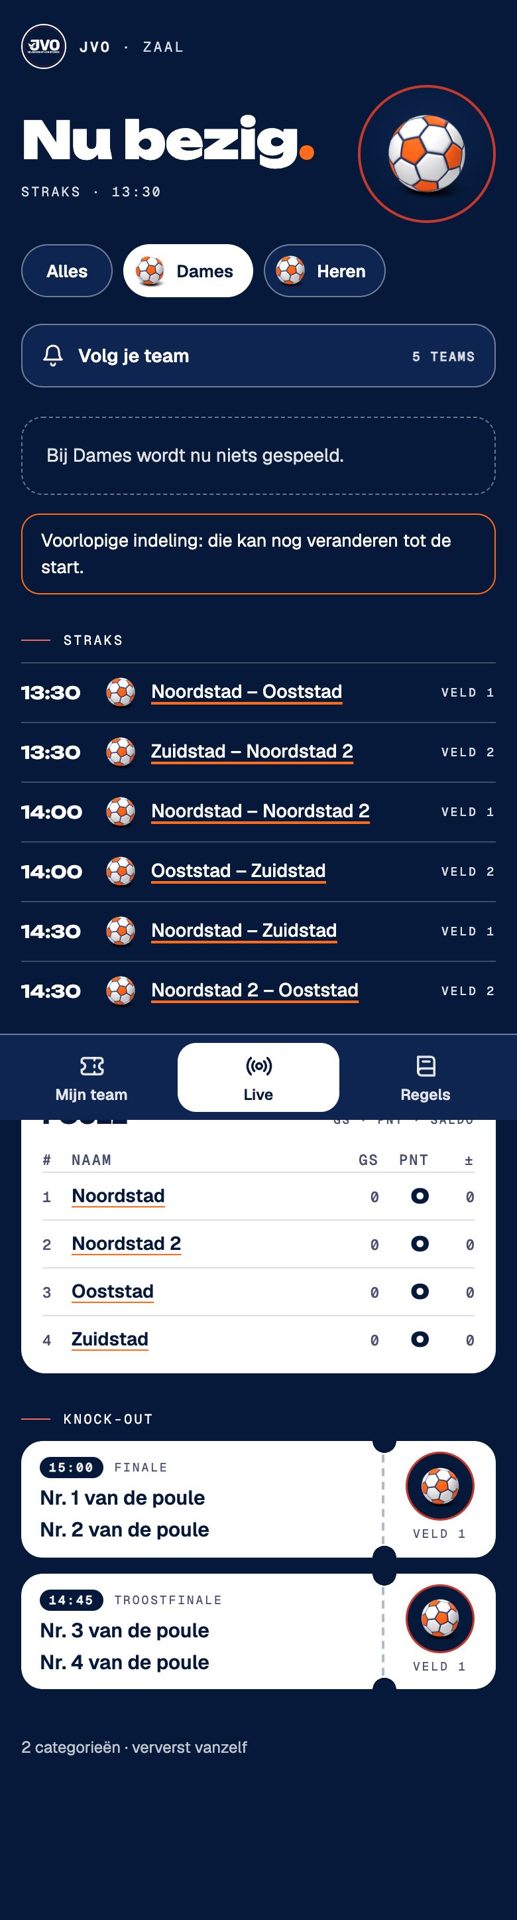 JVO
JVO · ZAAL
Nu bezig.
STRAKS · 13:30
Alles
Dames
Heren
Volg je team
5 TEAMS
Bij Dames wordt nu niets gespeeld.
Voorlopige indeling: die kan nog veranderen tot de
start.
STRAKS
13:30 Noordstad – Ooststad VELD 1
13:30 Zuidstad – Noordstad 2 VELD 2
14:00 Noordstad – Noordstad 2 VELD 1
14:00 Ooststad – Zuidstad VELD 2
14:30 Noordstad – Zuidstad VELD 1
14:30 Noordstad 2 – Ooststad VELD 2
Mijn team
Live
Regels
# NAAM GS PNT ±
1 Noordstad 0 0 0
2 Noordstad 2 0 0 0
3 Ooststad 0 0 0
4 Zuidstad 0 0 0
KNOCK-OUT
15:00 FINALE
Nr. 1 van de poule
Nr. 2 van de poule
VELD 1
14:45 TROOSTFINALE
Nr. 3 van de poule
Nr. 4 van de poule
VELD 1
2 categorieën · ververst vanzelf